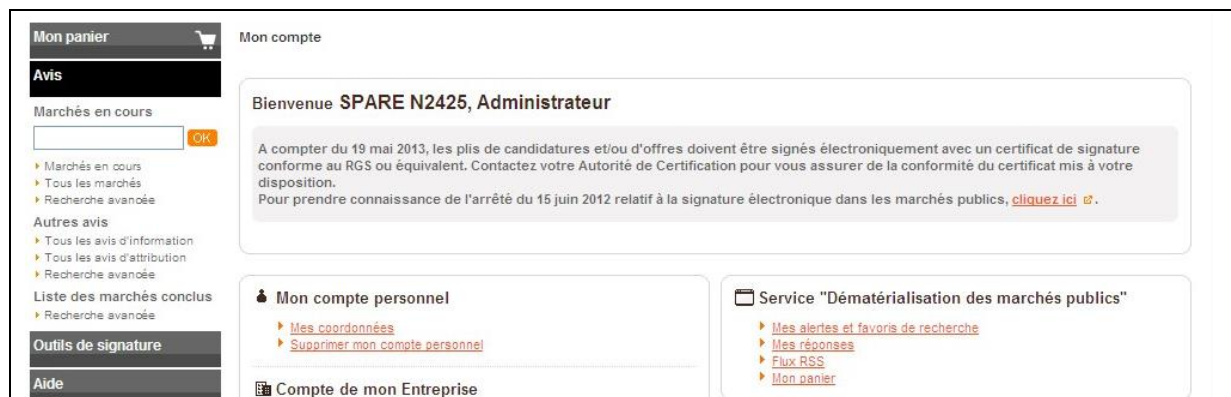 Mon panier
Avis
Marchés en cours
OK
Marchés en cours
Tous les marchés
Recherche avancée
Autres avis
Tous les avis d'information
Tous les avis d'attribution
Recherche avancée
Liste des marchés conclus
Recherche avancée
Outils de signature
Aide
Mon compte
Bienvenue SPARE N2425, Administrateur
A compter du 19 mai 2013, les plis de candidatures et/ou d'offres doivent être signés électroniquement avec un certificat de signature
conforme au RGS ou équivalent. Contactez votre Autorité de Certification pour vous assurer de la conformité du certificat mis à votre
disposition.
Pour prendre connaissance de l'arrêté du 15 juin 2012 relatif à la signature électronique dans les marchés publics, cliquez ici .
Mon compte personnel
Mes coordonnées
Supprimer mon compte personnel
Compte de mon Entreprise
Service "Dématérialisation des marchés publics"
Mes alertes et favoris de recherche
Mes réponses
Flux RSS
Mon panier